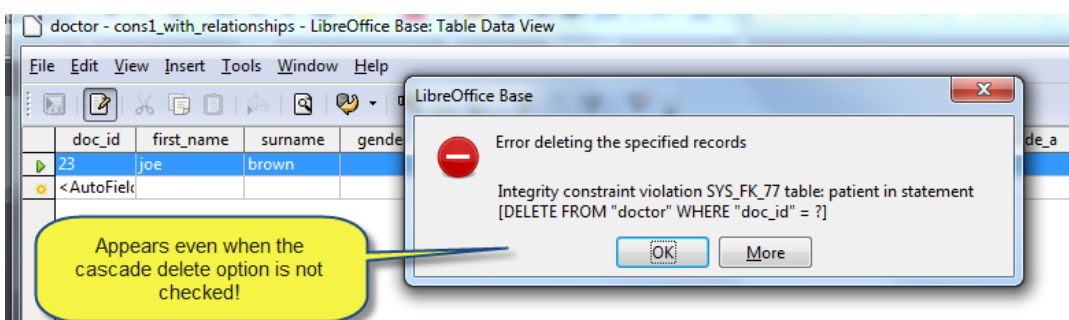 doctor - cons1_with_relationships - LibreOffice Base: Table Data View
File Edit View Insert Tools Window Help
LibreOffice Base
doc_id first_name surname gende de_a
23 joe brown
<AutoField
Error deleting the specified records
Integrity constraint violation SYS_FK_77 table: patient in statement
[DELETE FROM "doctor" WHERE "doc_id" = ?]
OK More
Appears even when the
cascade delete option is not
checked!